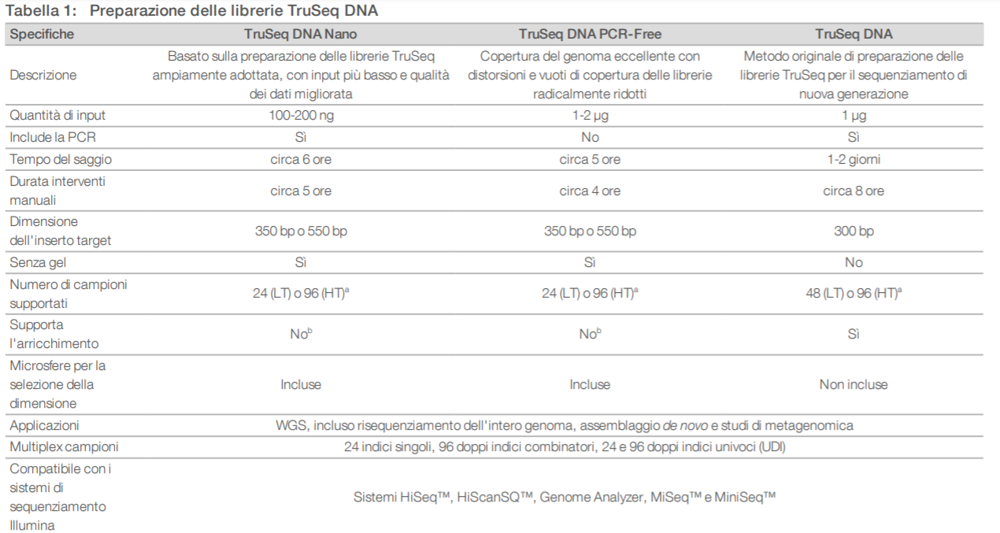 Tabella 1: Preparazione delle librerie TruSeq DNA
Specifiche TruSeq DNA Nano TruSeq DNA PCR-Free TruSeq DNA
Descrizione
Basato sulla preparazione delle librerie TruSeq
ampiamente adottata, con input più basso e qualità
dei dati migliorata
Copertura del genoma eccellente con
distorsioni e vuoti di copertura delle librerie
radicalmente ridotti
Metodo originale di preparazione delle
librerie TruSeq per il sequenziamento di
nuova generazione
Quantità di input 100-200 ng 1-2 µg 1 µg
Include la PCR Sì No Sì
Tempo del saggio circa 6 ore circa 5 ore 1-2 giorni
Durata interventi
manuali
circa 5 ore circa 4 ore circa 8 ore
Dimensione
dell'inserto target
350 bp o 550 bp 350 bp o 550 bp 300 bp
Senza gel Sì Sì No
Numero di campioni
supportati
24 (LT) o 96 (HT)ᵃ 24 (LT) o 96 (HT)ᵃ 48 (LT) o 96 (HT)ᵃ
Supporta
l'arricchimento
Noᵇ Noᵇ Sì
Microsfere per la
selezione della
dimensione
Incluse Incluse Non incluse
Applicazioni WGS, incluso risequenziamento dell'intero genoma, assemblaggio de novo e studi di metagenomica
Multiplex campioni 24 indici singoli, 96 doppi indici combinatori, 24 e 96 doppi indici univoci (UDI)
Compatibile con i
sistemi di
sequenziamento
Illumina
Sistemi HiSeq™, HiScanSQ™, Genome Analyzer, MiSeq™ e MiniSeq™